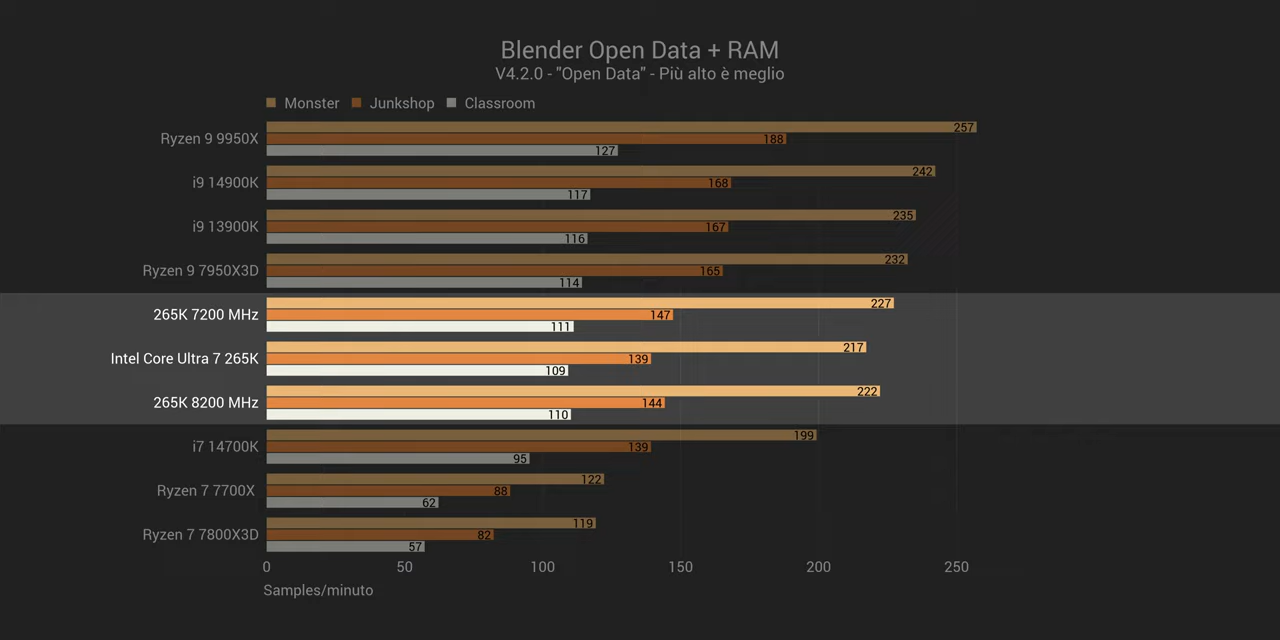 Blender Open Data + RAM
V4.2.0 - "Open Data" - Più alto è meglio
Monster Junkshop Classroom
Ryzen 9 9950X 257
188
127
i9 14900K 242
168
117
i9 13900K 235
167
116
Ryzen 9 7950X3D 232
165
114
265K 7200 MHz 227
147
111
Intel Core Ultra 7 265K 217
139
109
265K 8200 MHz 222
144
110
i7 14700K 199
139
95
Ryzen 7 7700X 122
88
62
Ryzen 7 7800X3D 119
82
57
0 50 100 150 200 250
Samples/minuto